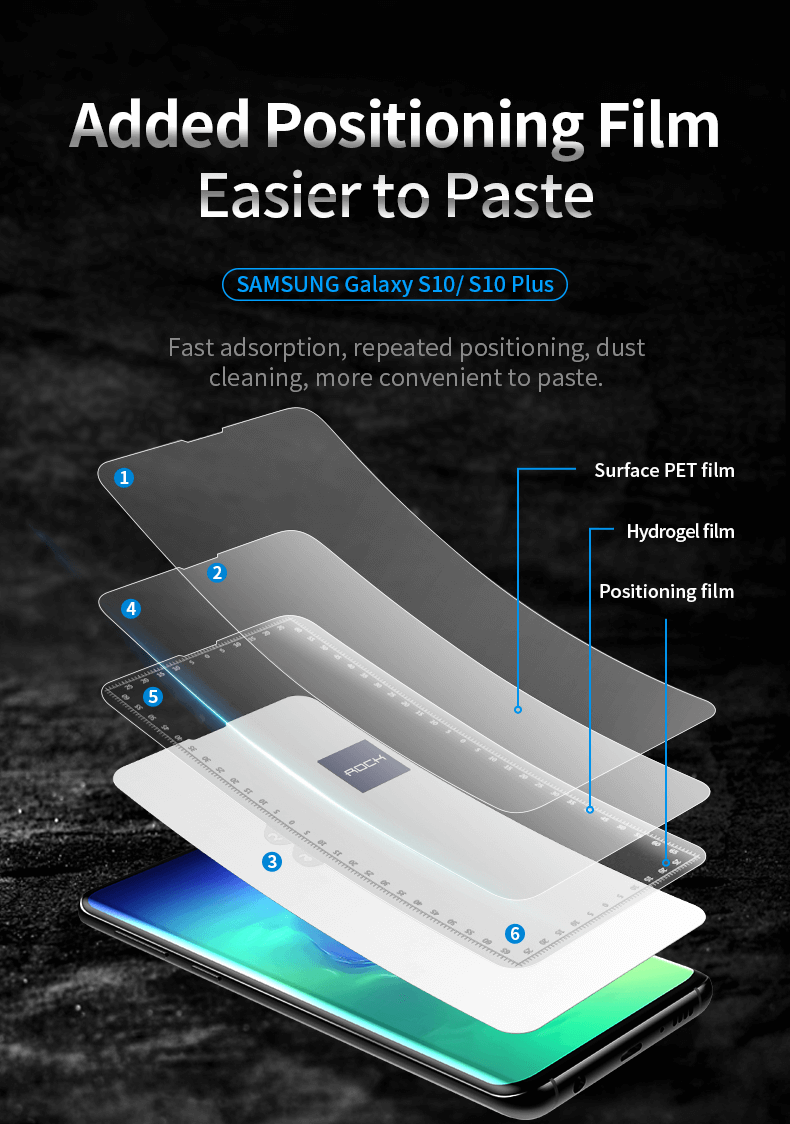 Added Positioning Film
Easier to Paste
SAMSUNG Galaxy S10/ S10 Plus
Fast adsorption, repeated positioning, dust
cleaning, more convenient to paste.
1
Surface PET film
2
Hydrogel film
4
Positioning film
5
ROCK
3
6